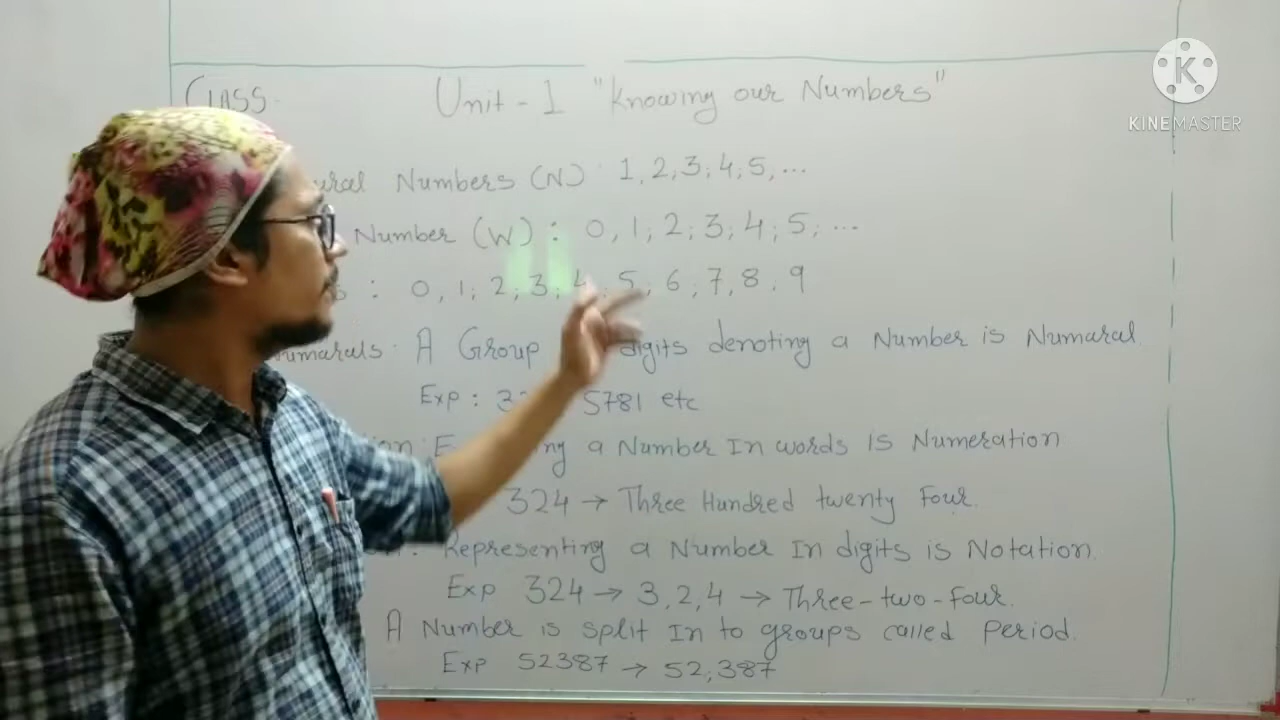 Class Unit - 1 "Knowing our Numbers"
ural Numbers (N) : 1, 2, 3, 4, 5, ...
Number (W) : 0, 1, 2, 3, 4, 5, ...
: 0, 1, 2, 3, 4, 5, 6, 7, 8, 9
umarals : A Group digits denoting a Number is Numaral
Exp : 5781 etc
a Number In words is Numeration
324 → Three Hundred twenty Four.
: Representing a Number In digits is Notation.
Exp 324 → 3, 2, 4 → Three-two-Four.
A Number is split In to groups called Period.
Exp 52387 → 52,387
K
KINEMASTER